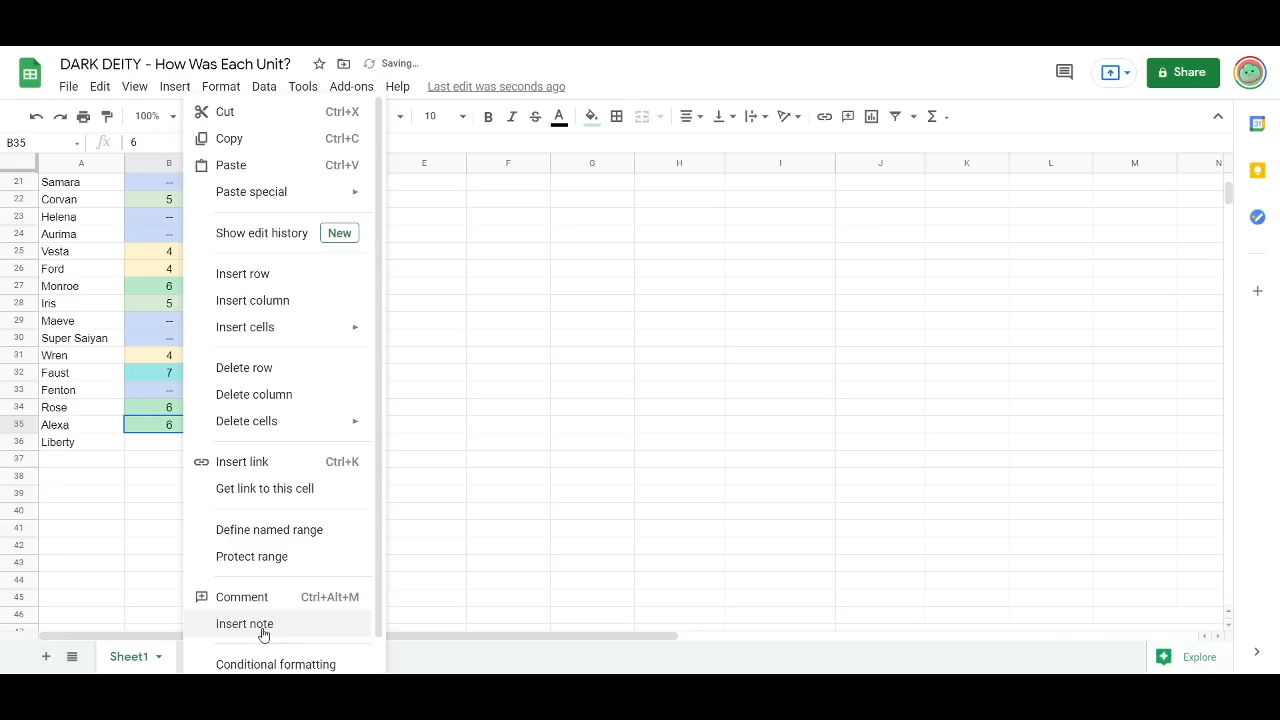 DARK DEITY - How Was Each Unit? Saving...
File Edit View Insert Format Data Tools Add-ons Help Last edit was seconds ago
Share
100% 10 B I S A Σ
B35 fx 6
A B E F G H I J K L M N
21 Samara --
22 Corvan 5
23 Helena --
24 Aurima --
25 Vesta 4
26 Ford 4
27 Monroe 6
28 Iris 5
29 Maeve --
30 Super Saiyan --
31 Wren 4
32 Faust 7
33 Fenton --
34 Rose 6
35 Alexa 6
36 Liberty
37
38
39
40
41
42
43
44
45
46
Cut Ctrl+X
Copy Ctrl+C
Paste Ctrl+V
Paste special
Show edit history New
Insert row
Insert column
Insert cells
Delete row
Delete column
Delete cells
Insert link Ctrl+K
Get link to this cell
Define named range
Protect range
Comment Ctrl+Alt+M
Insert note
Conditional formatting
31
Sheet1
Explore